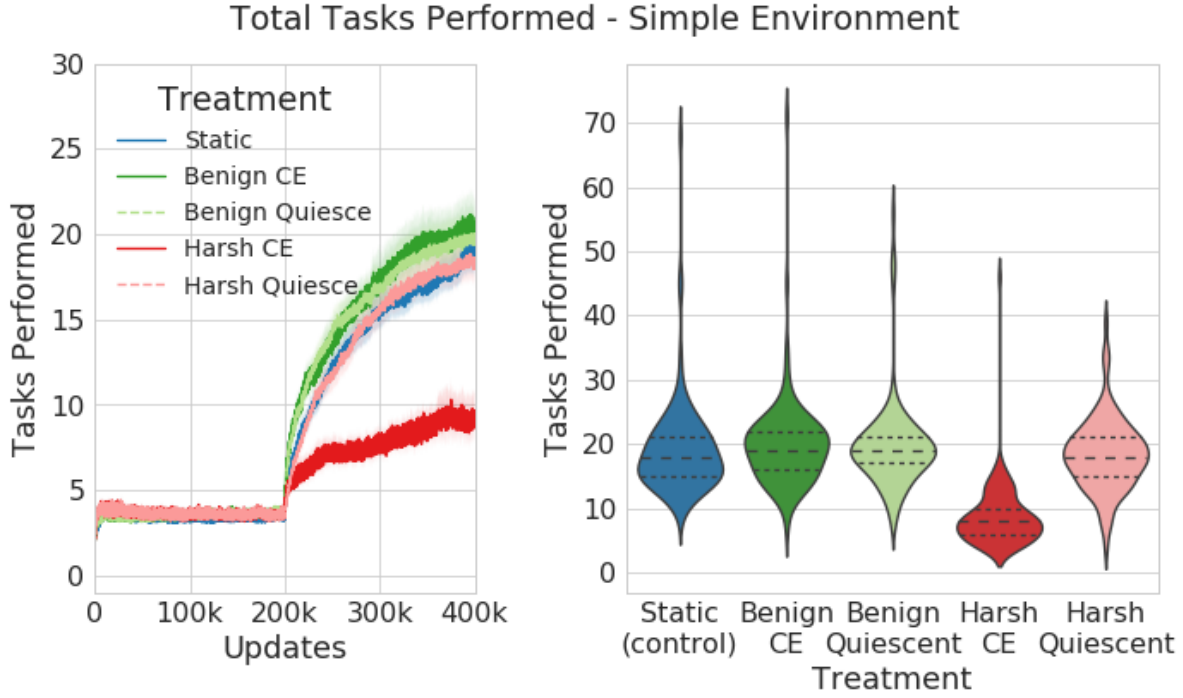 Total Tasks Performed - Simple Environment
Tasks Performed
30
25
20
15
10
5
0
Treatment
Static
Benign CE
Benign Quiesce
Harsh CE
Harsh Quiesce
0
100k
200k
300k
400k
Updates
Tasks Performed
70
60
50
40
30
20
10
0
Static
(control)
Benign
CE
Benign
Quiescent
Harsh
CE
Harsh
Quiescent
Treatment